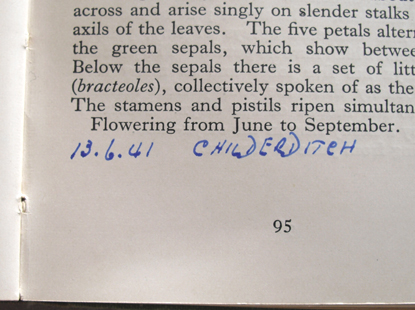 across and arise singly on slender stalks
axils of the leaves. The five petals altern
the green sepals, which show betwe
Below the sepals there is a set of litt
(bracteoles), collectively spoken of as the
The stamens and pistils ripen simultan
Flowering from June to September.
13.6.41 CHILDERDITCH
95